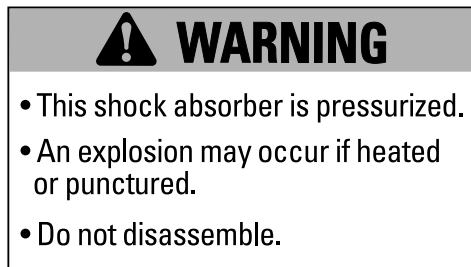 WARNING
• This shock absorber is pressurized.
• An explosion may occur if heated
or punctured.
• Do not disassemble.